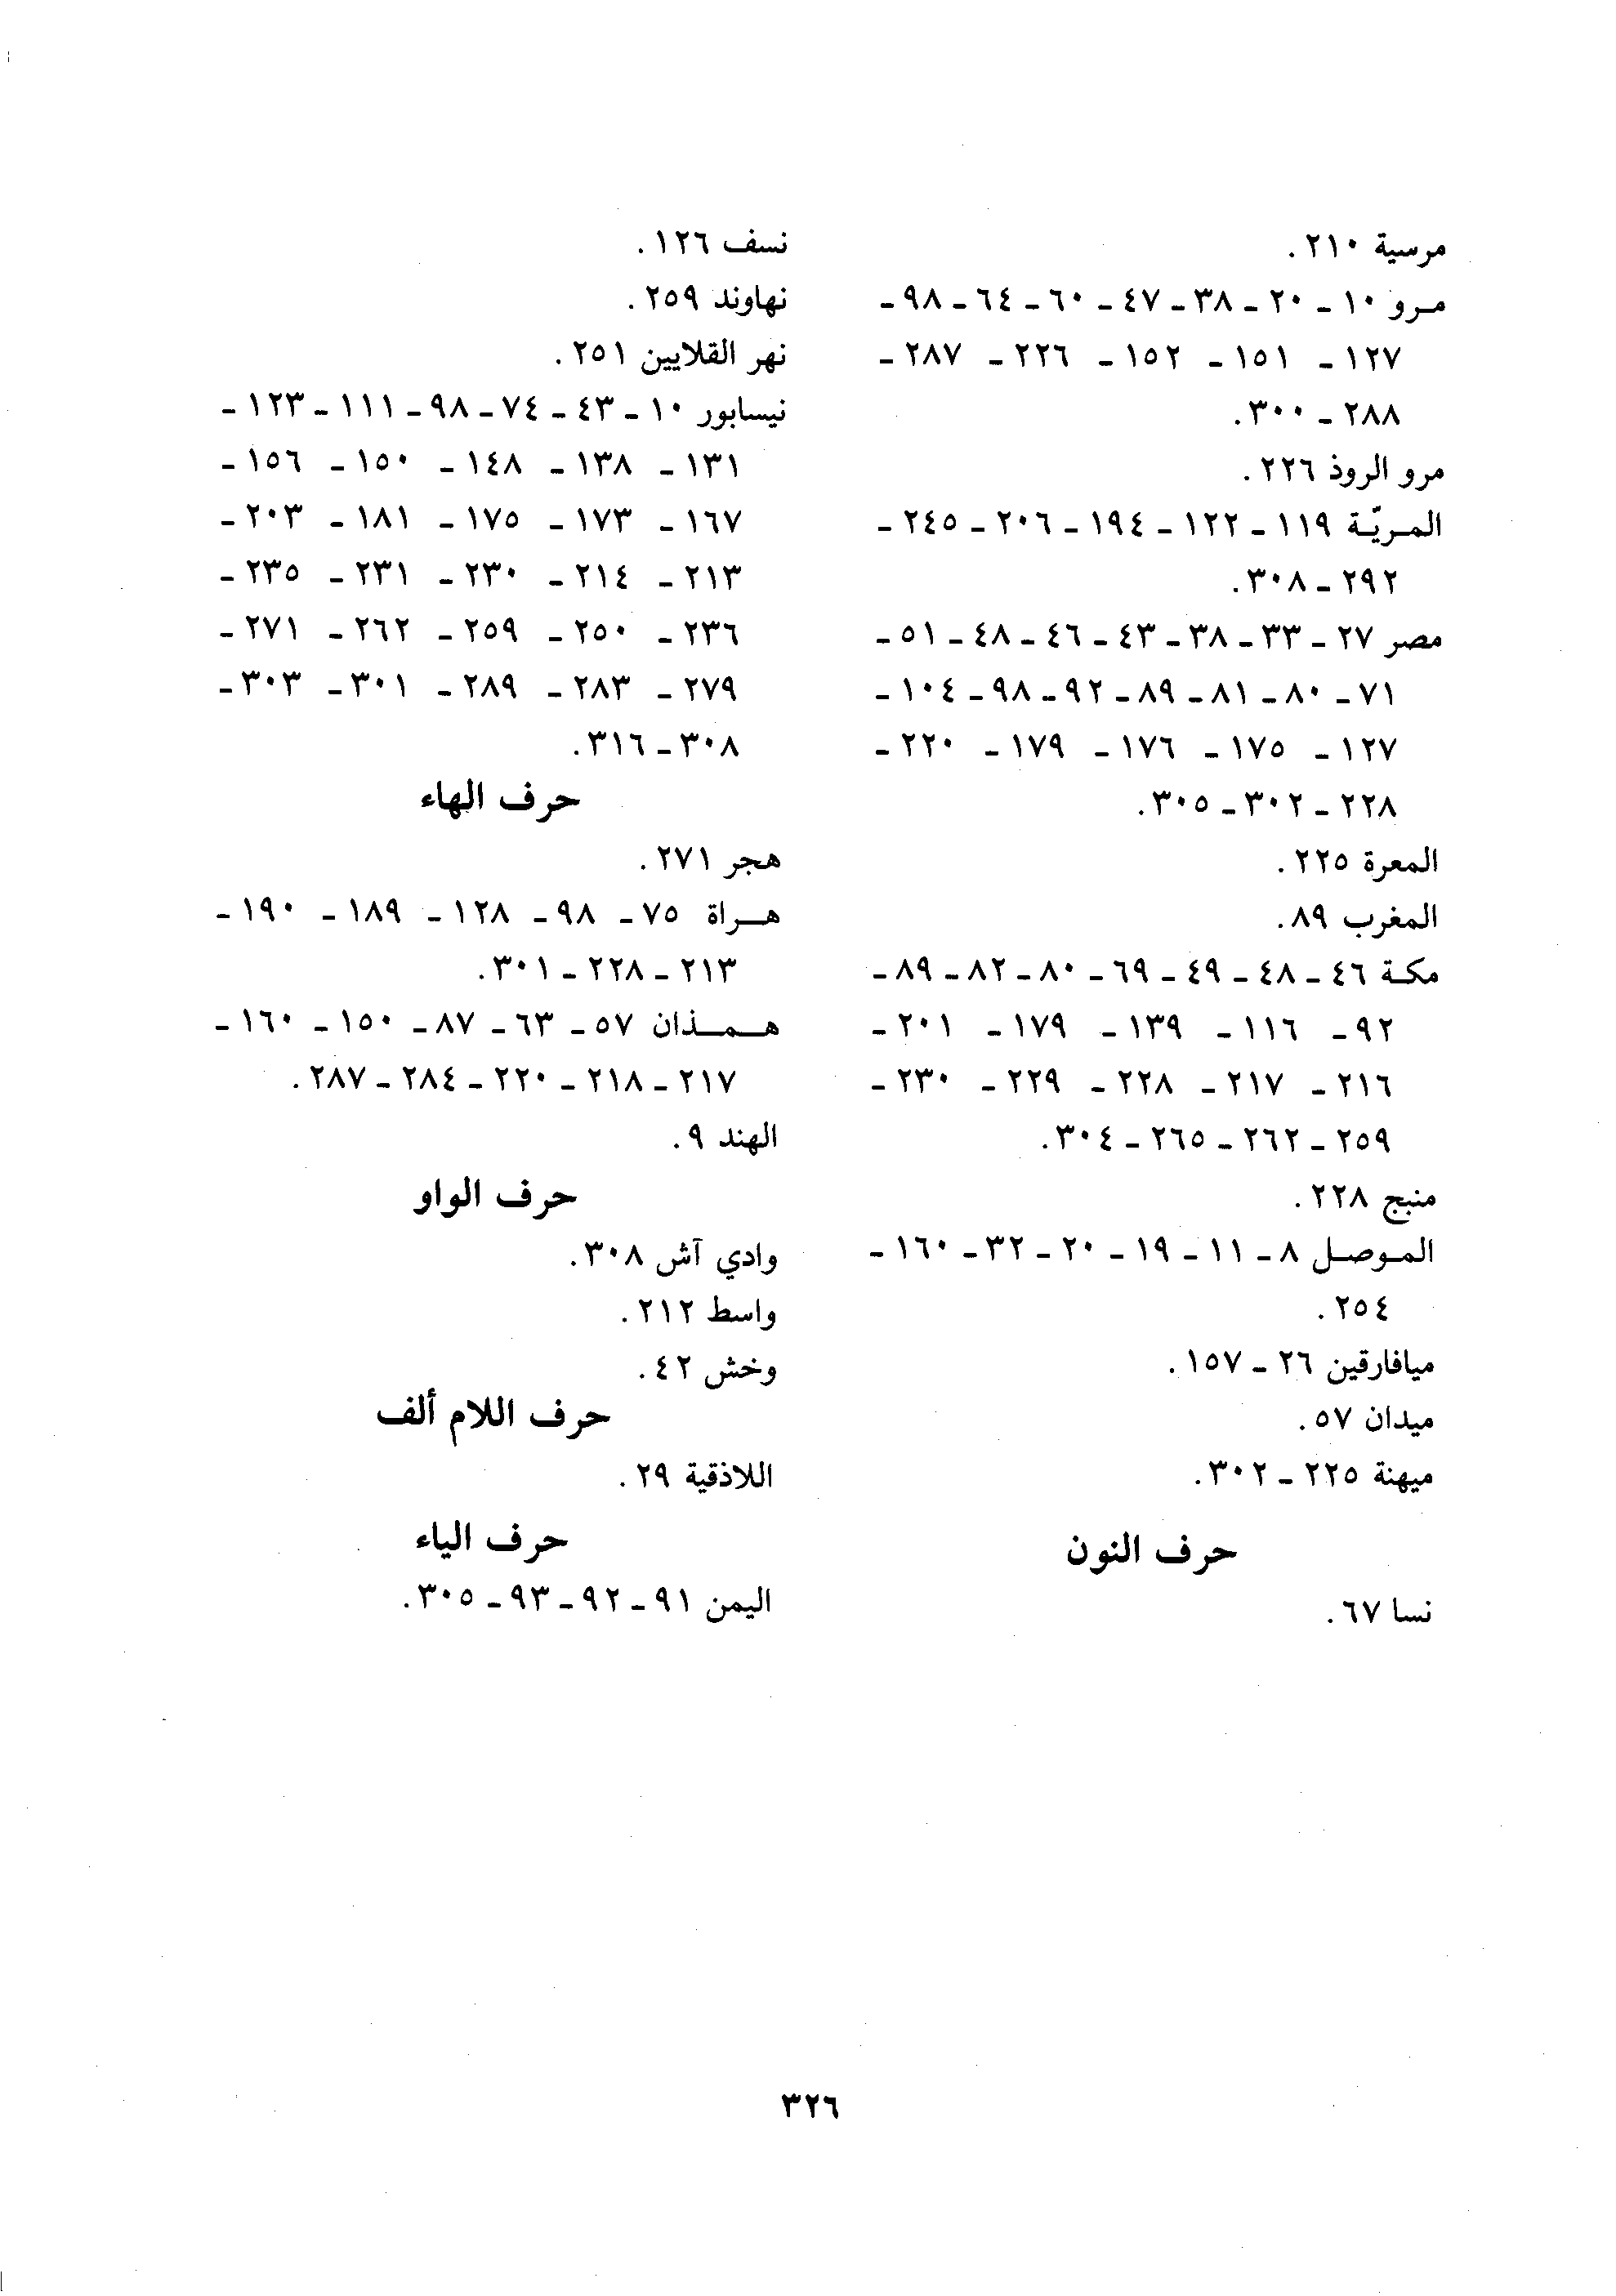 مرسية ٢١٠.
مرو ١٠ - ٢٠ - ٣٨ - ٤٧ - ٦٠ - ٦٤ - ٩٨ -
١٢٧ - ١٥١ - ١٥٢ - ٢٢٦ - ٢٨٧ -
٢٨٨ - ٣٠٠.
مرو الروذ ٢٢٦.
المريّة ١١٩ - ١٢٢ - ١٩٤ - ٢٠٦ - ٢٤٥ -
٢٩٢ - ٣٠٨.
مصر ٢٧ - ٣٣ - ٣٨ - ٤٣ - ٤٦ - ٤٨ - ٥١ -
٧١ - ٨٠ - ٨١ - ٨٩ - ٩٢ - ٩٨ - ١٠٤ -
١٢٧ - ١٧٥ - ١٧٦ - ١٧٩ - ٢٢٠ -
٢٢٨ - ٣٠٢ - ٣٠٥.
المعرة ٢٢٥.
المغرب ٨٩.
مكة ٤٦ - ٤٨ - ٤٩ - ٦٩ - ٨٠ - ٨٢ - ٨٩ -
٩٢ - ١١٦ - ١٣٩ - ١٧٩ - ٢٠١ -
٢١٦ - ٢١٧ - ٢٢٨ - ٢٢٩ - ٢٣٠ -
٢٥٩ - ٢٦٢ - ٢٦٥ - ٣٠٤.
منبج ٢٢٨.
الموصل ٨ - ١١ - ١٩ - ٢٠ - ٣٢ - ١٦٠ -
٢٥٤.
ميافارقين ٢٦ - ١٥٧.
ميدان ٥٧.
ميهنة ٢٢٥ - ٣٠٢.
حرف النون
نسا ٦٧.
نسف ١٢٦.
نهاوند ٢٥٩.
نهر القلايين ٢٥١.
نيسابور ١٠ - ٤٣ - ٧٤ - ٩٨ - ١١١ - ١٢٣ -
١٣١ - ١٣٨ - ١٤٨ - ١٥٠ - ١٥٦ -
١٦٧ - ١٧٣ - ١٧٥ - ١٨١ - ٢٠٣ -
٢١٣ - ٢١٤ - ٢٣٠ - ٢٣١ - ٢٣٥ -
٢٣٦ - ٢٥٠ - ٢٥٩ - ٢٦٢ - ٢٧١ -
٢٧٩ - ٢٨٣ - ٢٨٩ - ٣٠١ - ٣٠٣ -
٣٠٨ - ٣١٦.
حرف الهاء
هجر ٢٧١.
هراة ٧٥ - ٩٨ - ١٢٨ - ١٨٩ - ١٩٠ -
٢١٣ - ٢٢٨ - ٣٠١.
همذان ٥٧ - ٦٣ - ٨٧ - ١٥٠ - ١٦٠ -
٢١٧ - ٢١٨ - ٢٢٠ - ٢٨٤ - ٢٨٧.
الهند ٩.
حرف الواو
وادي آش ٣٠٨.
واسط ٢١٢.
وخش ٤٢.
حرف اللام ألف
اللاذقية ٢٩.
حرف الياء
اليمن ٩١ - ٩٢ - ٩٣ - ٣٠٥.
٣٢٦